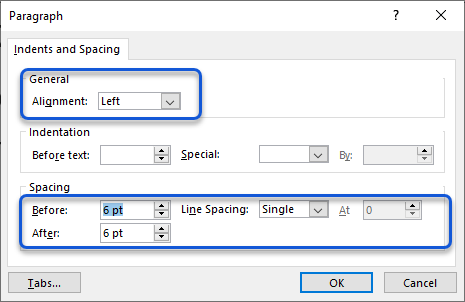 Paragraph
Indents and Spacing
General
Alignment: Left
Indentation
Before text: Special: By:
Spacing
Before: 6 pt Line Spacing: Single At 0
After: 6 pt
Tabs... OK Cancel